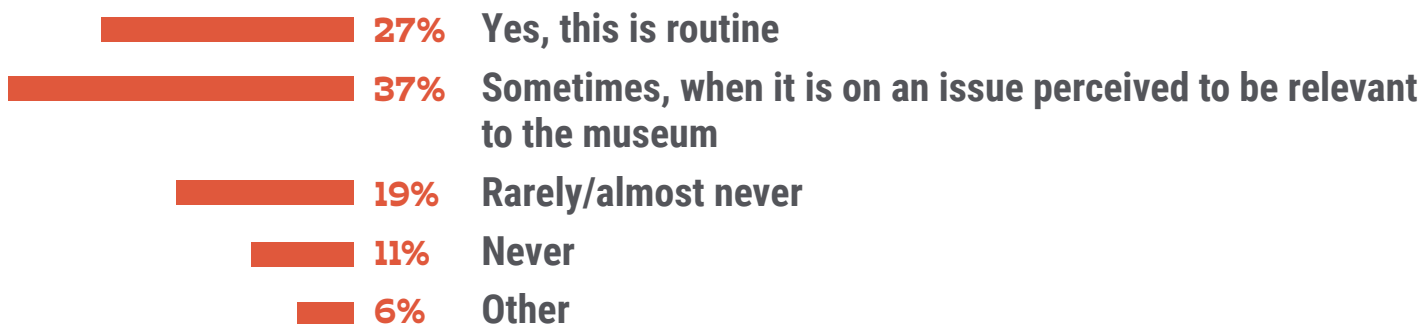 27% Yes, this is routine
37% Sometimes, when it is on an issue perceived to be relevant
to the museum
19% Rarely/almost never
11% Never
6% Other